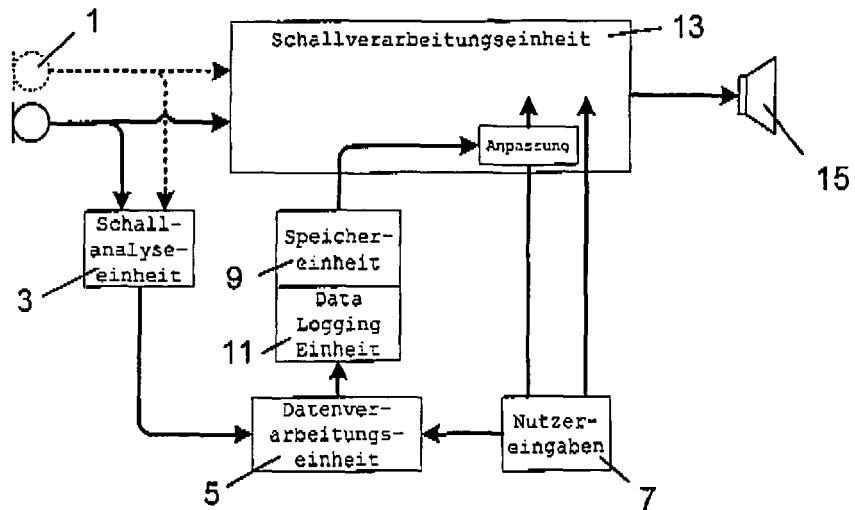 1
Schallverarbeitungseinheit
13
Anpassung
15
Schall-
analyse-
einheit
3
Speicher-
einheit
9
Data
Logging
Einheit
11
Datenver-
arbeitungs-
einheit
5
Nutzer-
eingaben
7